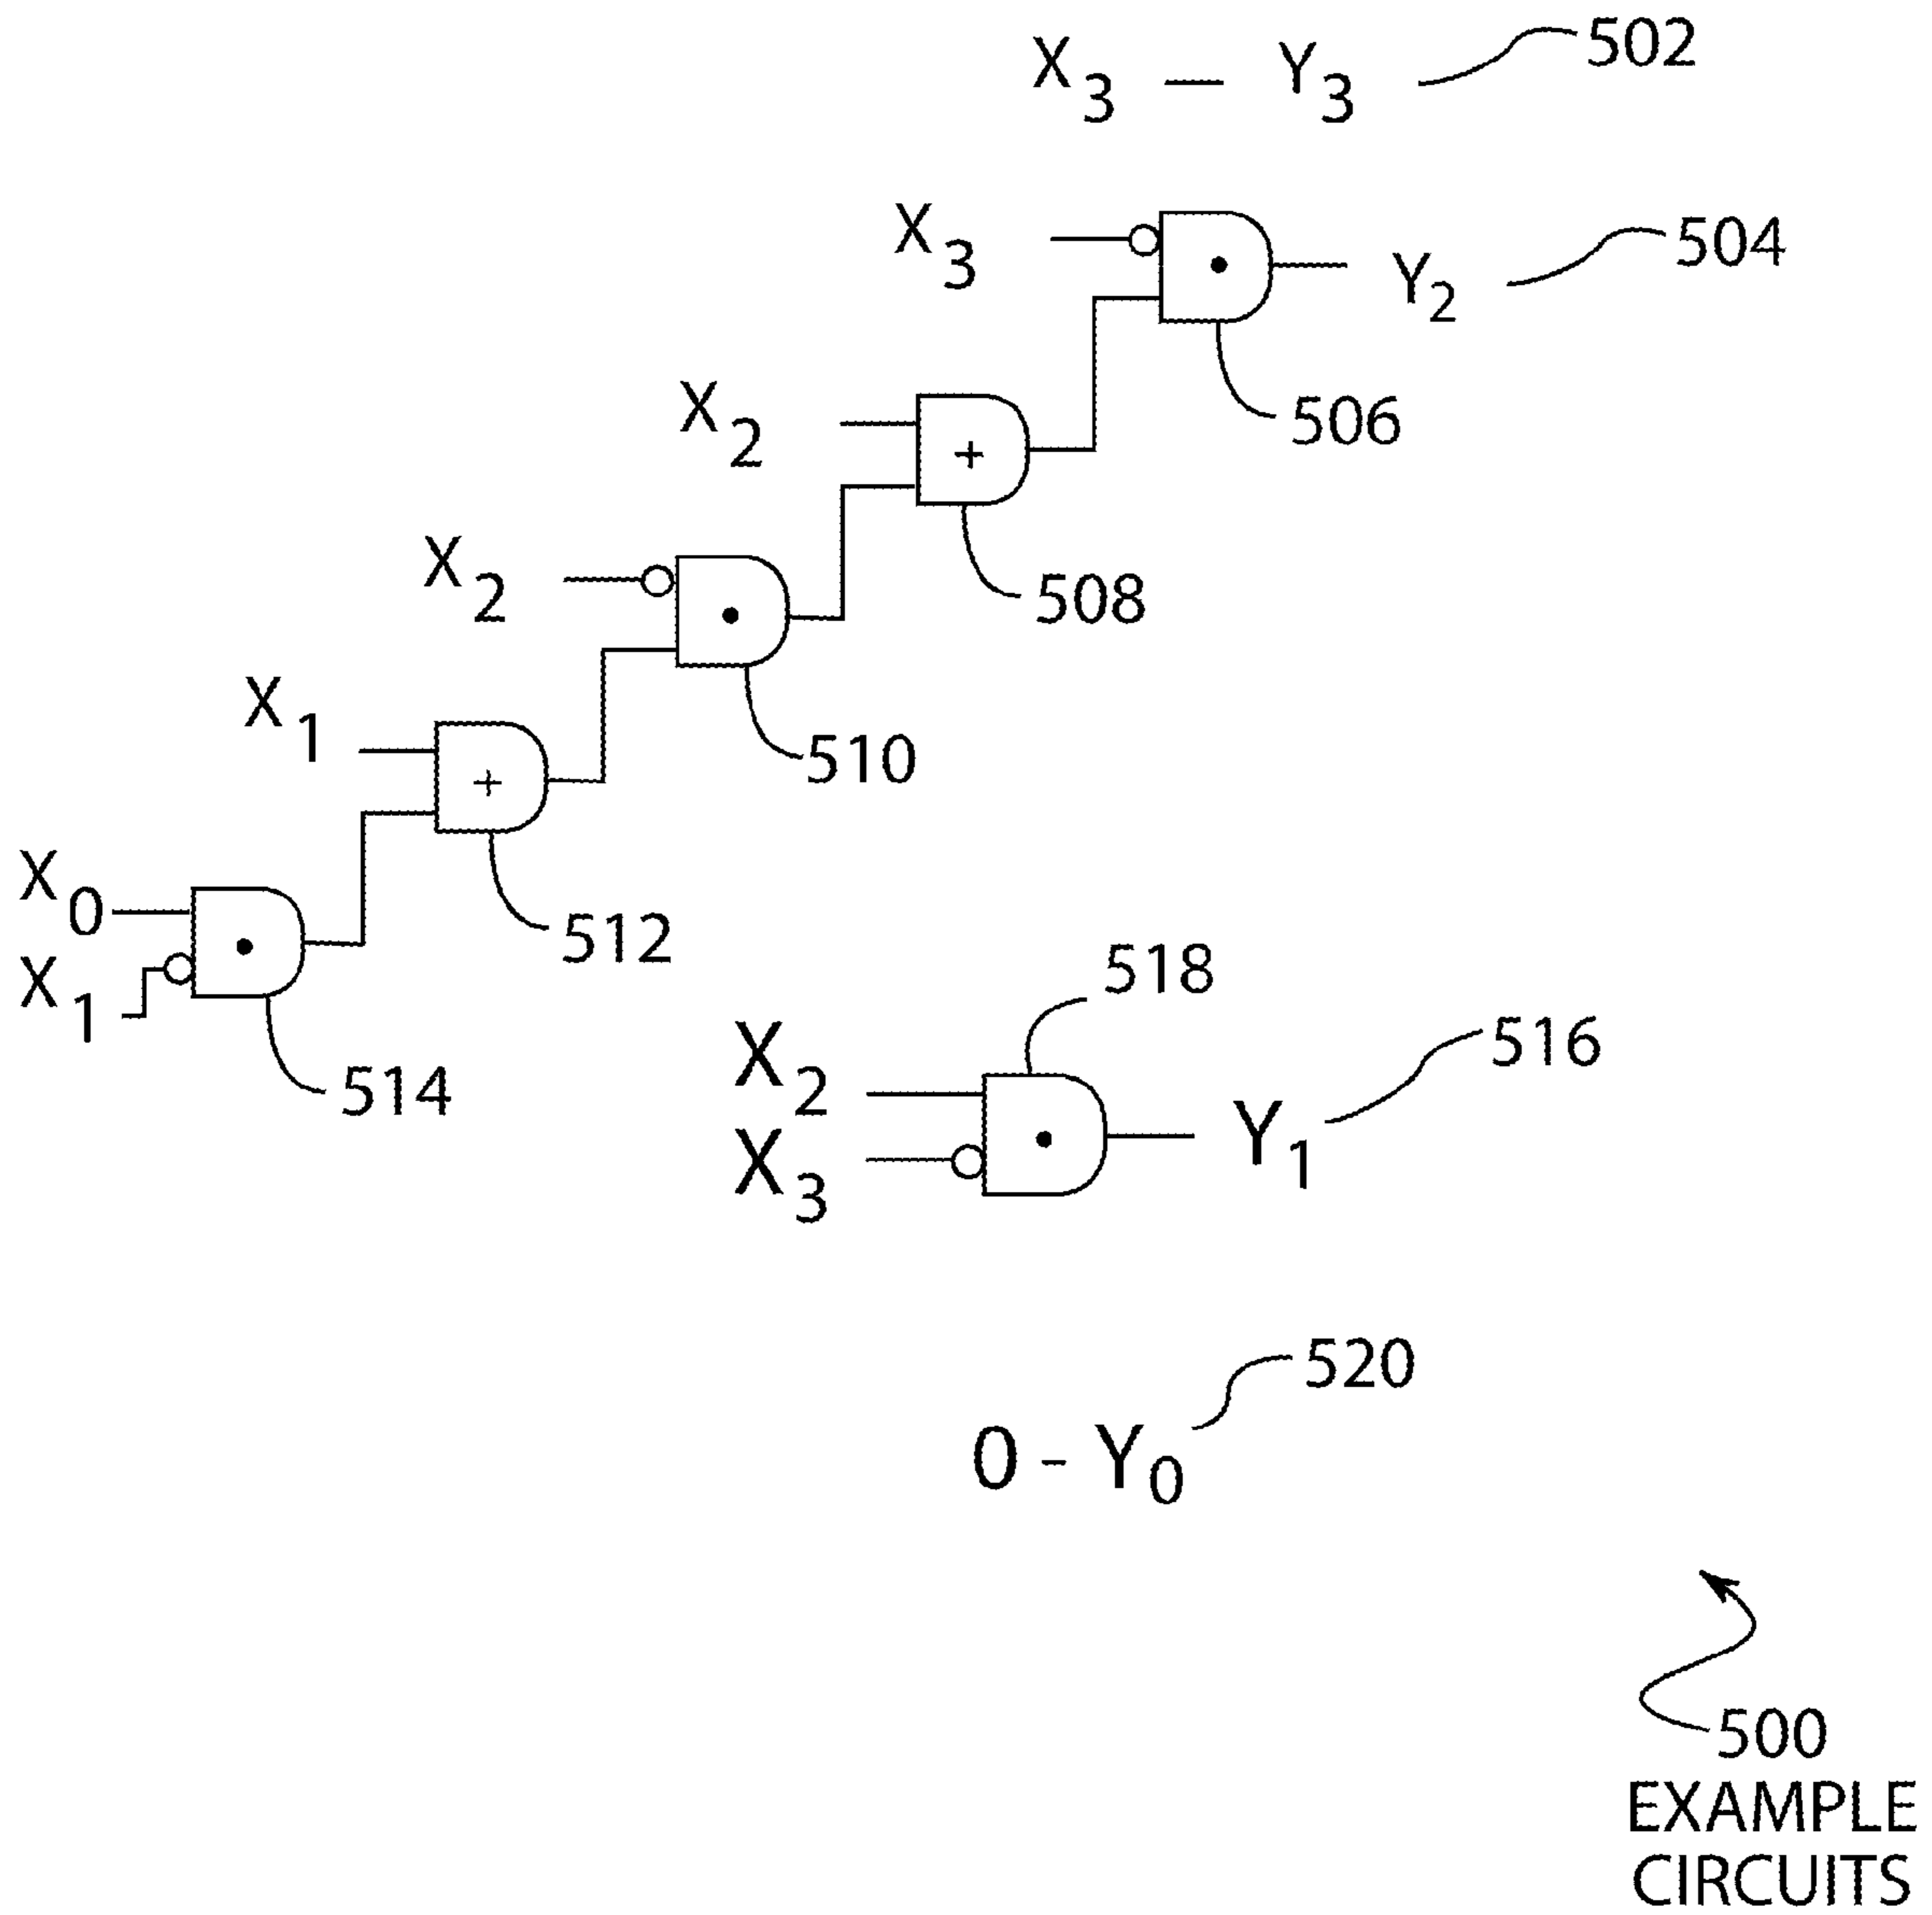 X3 — Y3 502
X3 Y2 504
506
X2
508
X2
510
X1
512
X0
X1
514
518
X2 Y1 516
X3
520
0 - Y0
500
EXAMPLE
CIRCUITS